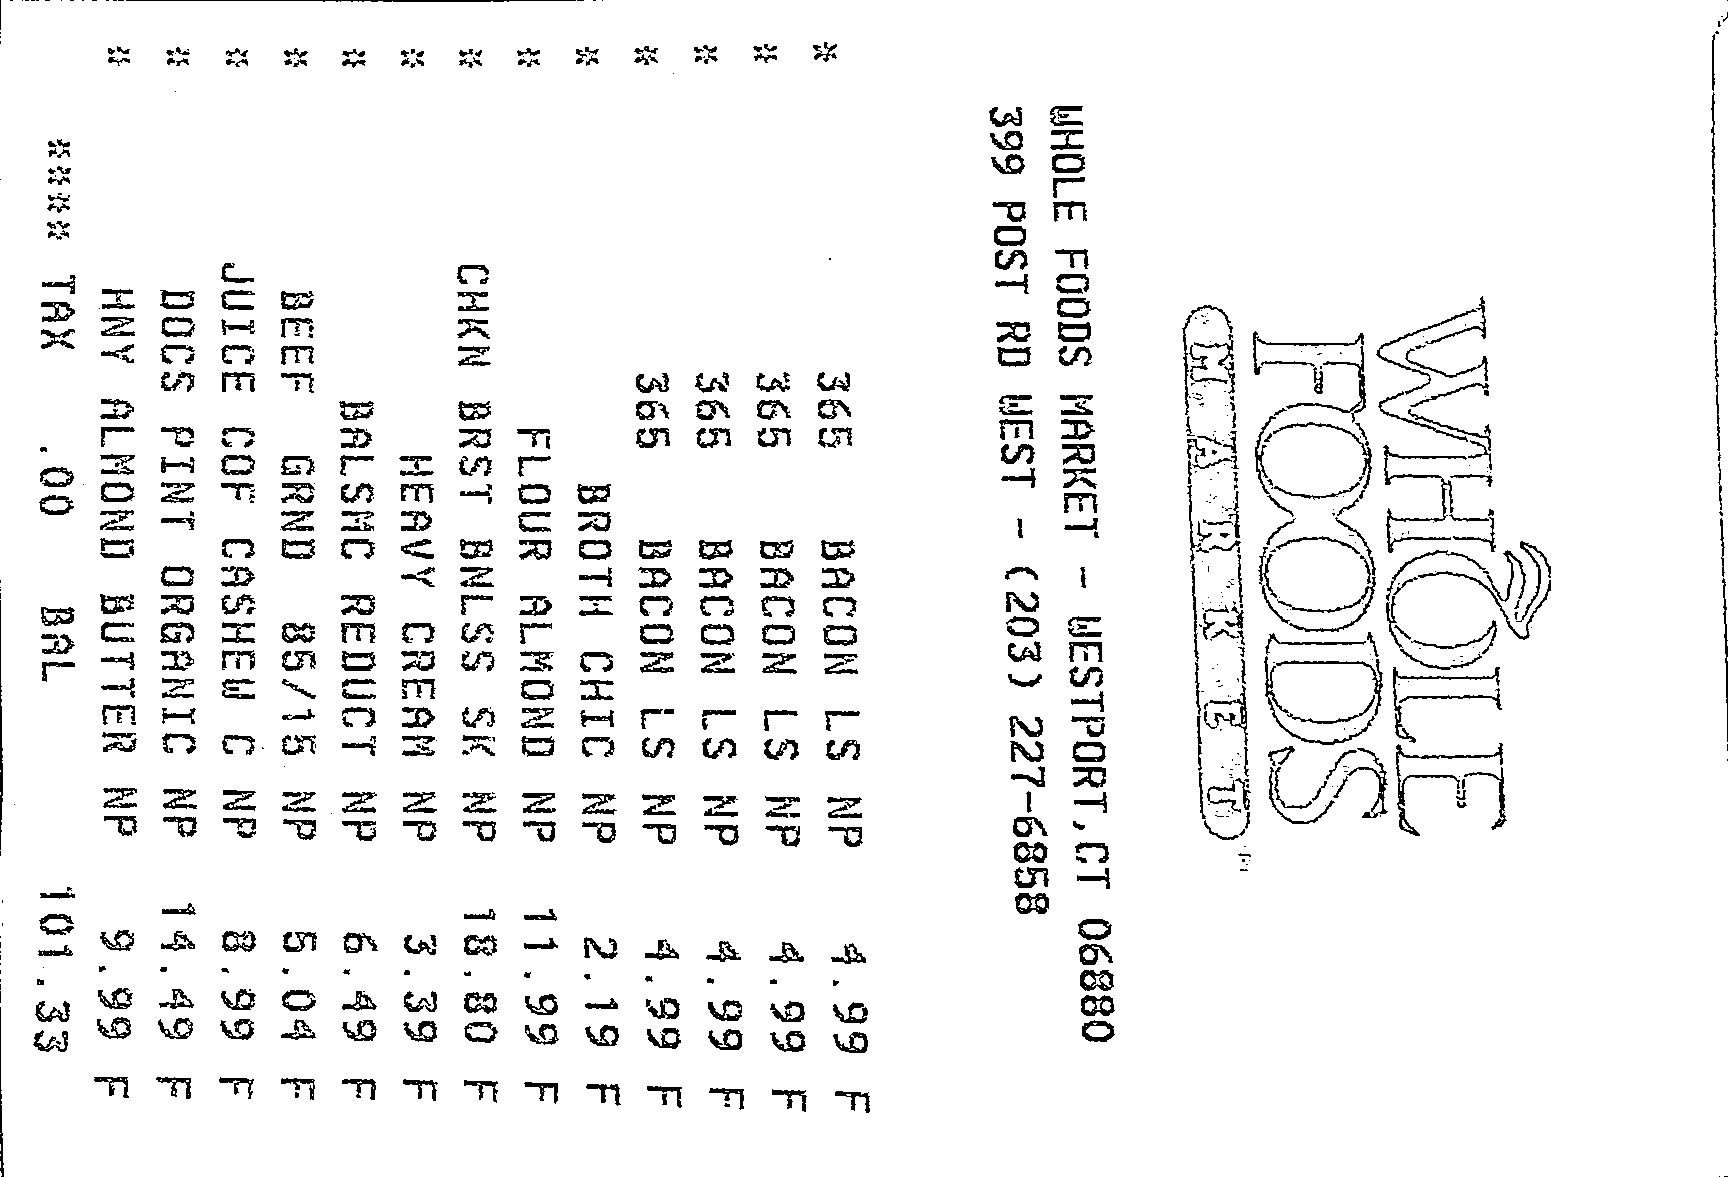 WHOLE
FOODS
MARKET
WHOLE FOODS MARKET - WESTPORT,CT 06880
399 POST RD WEST - (203) 227-6858
* 365 BACON LS NP 4.99 F
* 365 BACON LS NP 4.99 F
* 365 BACON LS NP 4.99 F
* 365 BACON LS NP 4.99 F
* BROTH CHIC NP 2.19 F
* FLOUR ALMOND NP 11.99 F
* CHKN BRST BNLSS SK NP 18.80 F
* HEAVY CREAM NP 3.39 F
* BALSMC REDUCT NP 6.49 F
* BEEF GRND 85/15 NP 5.04 F
* JUICE COF CASHEW C NP 8.99 F
* DOCS PINT ORGANIC NP 14.49 F
* HNY ALMOND BUTTER NP 9.99 F
**** TAX .00 BAL 101.33